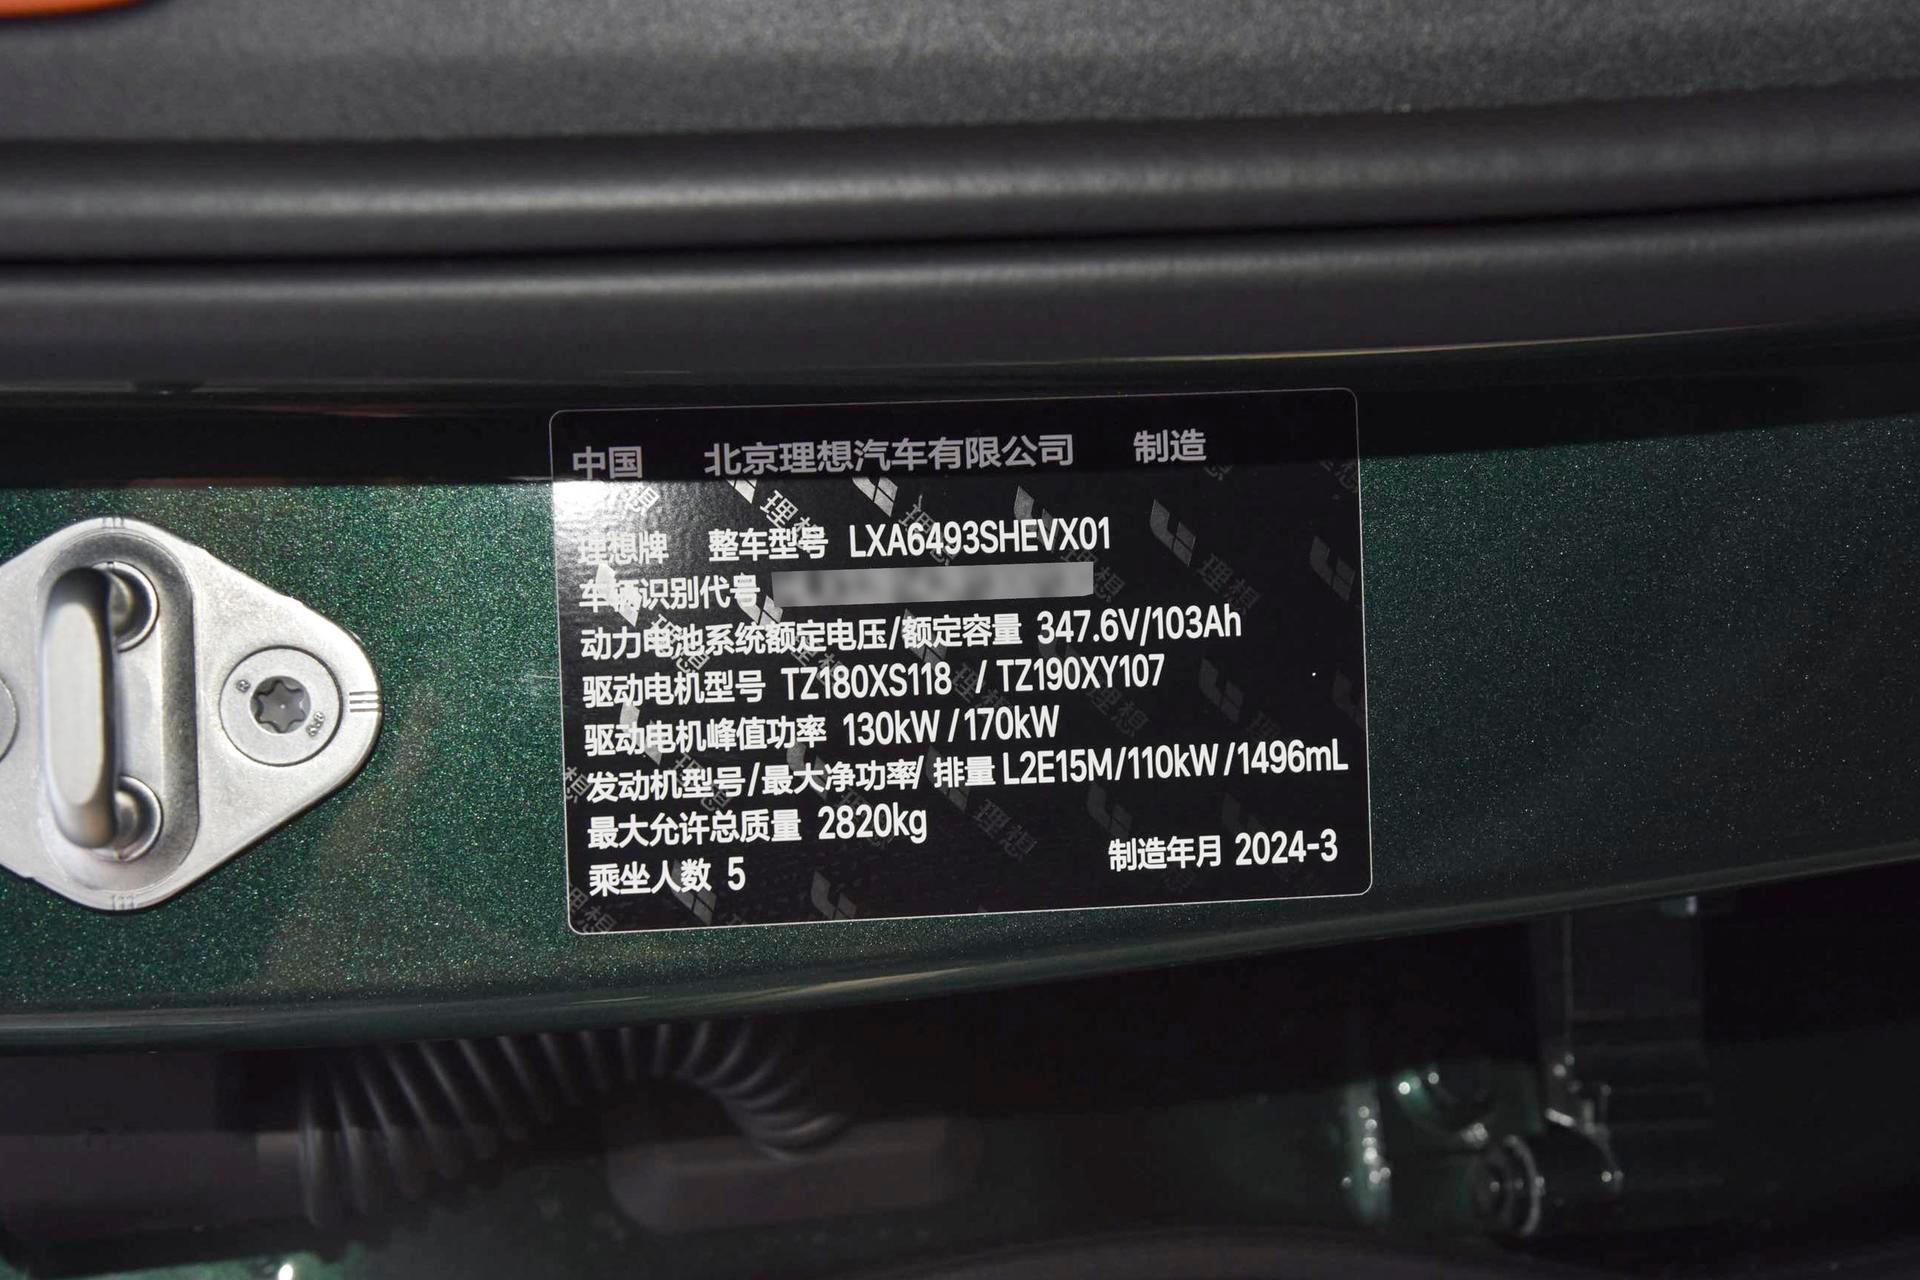 中国 北京理想汽车有限公司 制造
理想牌 整车型号 LXA6493SHEVX01
车辆识别代号
动力电池系统额定电压/额定容量 347.6V/103Ah
驱动电机型号 TZ180XS118 / TZ190XY107
驱动电机峰值功率 130kW / 170kW
发动机型号/最大净功率/排量 L2E15M/110kW/1496mL
最大允许总质量 2820kg
乘坐人数 5 制造年月 2024-3